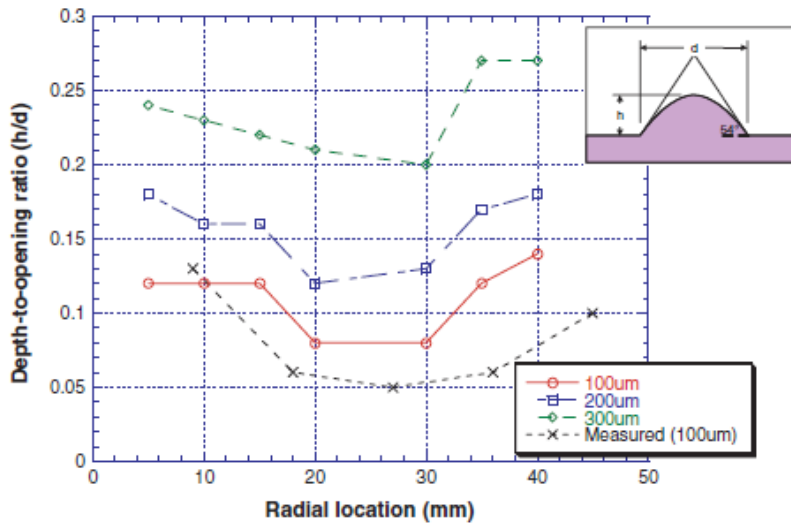 0.3
0.25
0.2
0.15
0.1
0.05
0
Depth-to-opening ratio (h/d)
0 10 20 30 40 50
Radial location (mm)
d
h
54°
100um
200um
300um
Measured (100um)